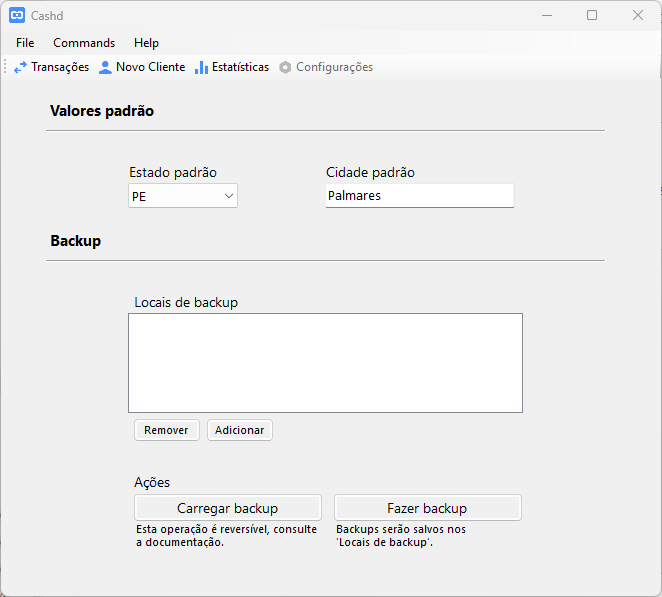 Cashd
File Commands Help
Transações Novo Cliente Estatísticas Configurações
Valores padrão
Estado padrão Cidade padrão
PE Palmares
Backup
Locais de backup
Remover Adicionar
Ações
Carregar backup Fazer backup
Esta operação é reversível, consulte
a documentação.
Backups serão salvos nos
'Locais de backup'.